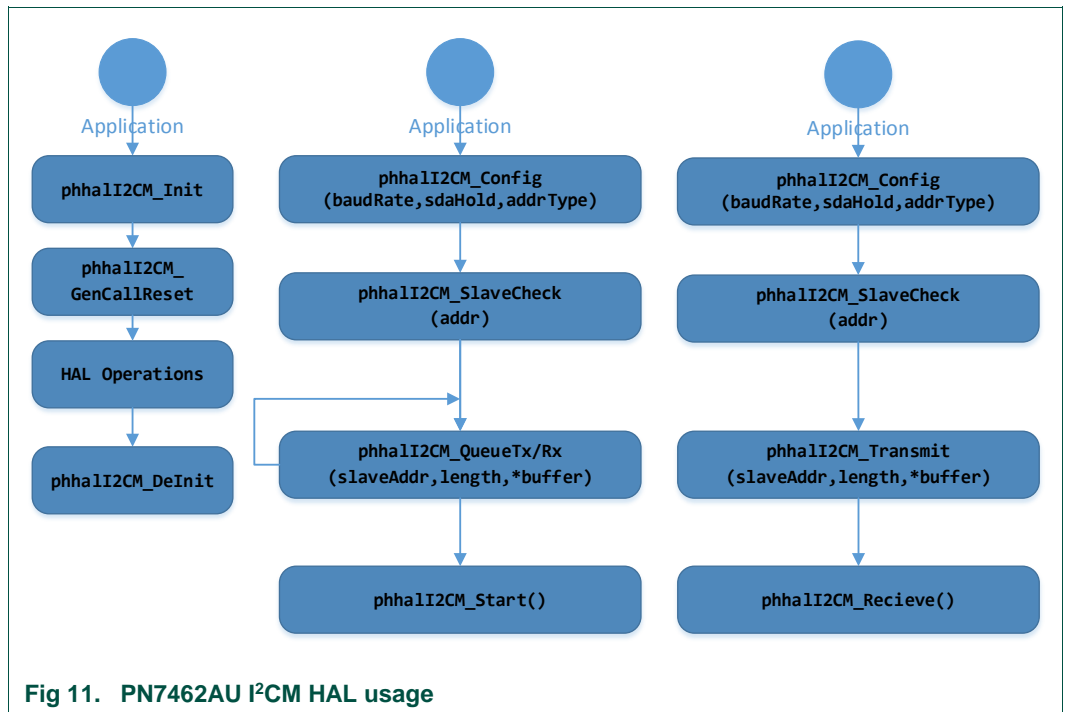 Application
phhalI2CM_Init
phhalI2CM_
GenCallReset
HAL Operations
phhalI2CM_DeInit
Application
phhalI2CM_Config
(baudRate,sdaHold,addrType)
phhalI2CM_SlaveCheck
(addr)
phhalI2CM_QueueTx/Rx
(slaveAddr,length,*buffer)
phhalI2CM_Start()
Application
phhalI2CM_Config
(baudRate,sdaHold,addrType)
phhalI2CM_SlaveCheck
(addr)
phhalI2CM_Transmit
(slaveAddr,length,*buffer)
phhalI2CM_Recieve()
Fig 11. PN7462AU I²CM HAL usage